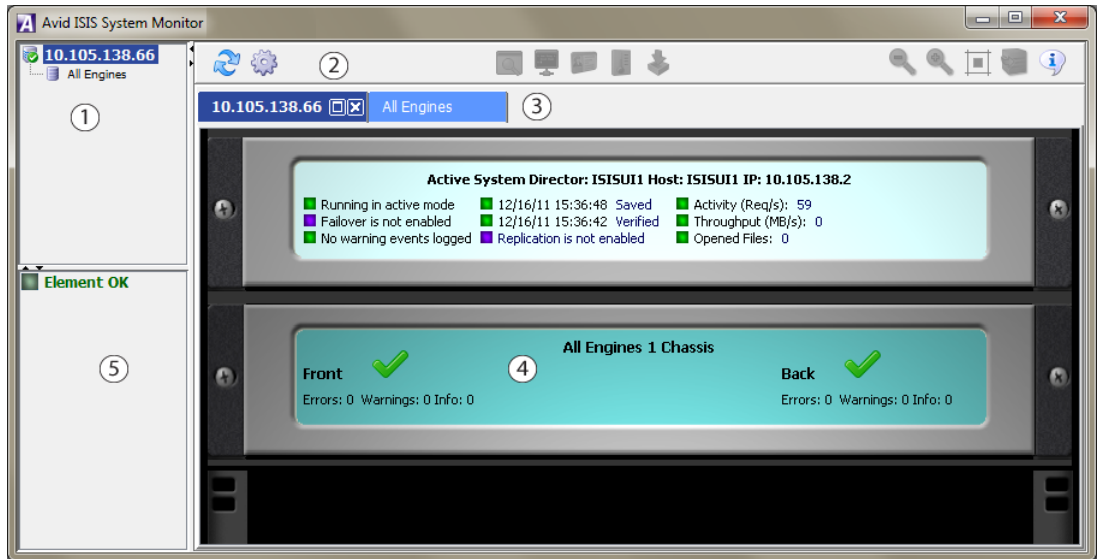 Avid ISIS System Monitor
10.105.138.66
All Engines
1
2
10.105.138.66 All Engines
3
Active System Director: ISISUI1 Host: ISISUI1 IP: 10.105.138.2
Running in active mode 12/16/11 15:36:48 Saved Activity (Req/s): 59
Failover is not enabled 12/16/11 15:36:42 Verified Throughput (MB/s): 0
No warning events logged Replication is not enabled Opened Files: 0
Element OK
5
All Engines 1 Chassis
Front 4 Back
Errors: 0 Warnings: 0 Info: 0 Errors: 0 Warnings: 0 Info: 0